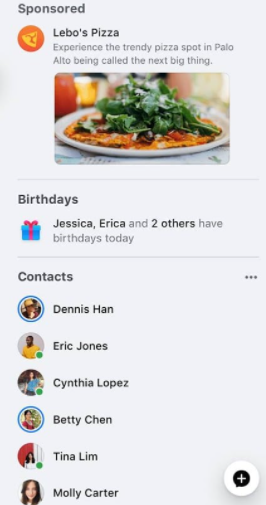 Sponsored
Lebo's Pizza
Experience the trendy pizza spot in Palo
Alto being called the next big thing.
Birthdays
Jessica, Erica and 2 others have
birthdays today
Contacts
Dennis Han
Eric Jones
Cynthia Lopez
Betty Chen
Tina Lim
Molly Carter